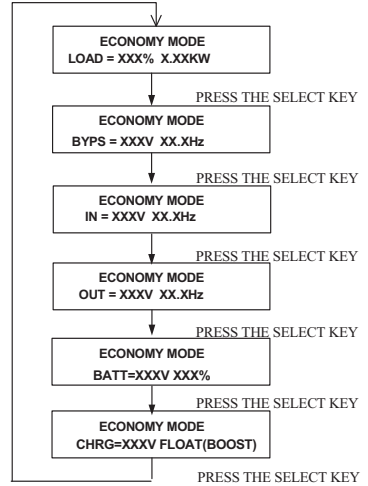 ECONOMY MODE
LOAD = XXX% X.XXKW
PRESS THE SELECT KEY
ECONOMY MODE
BYPS = XXXV XX.XHz
PRESS THE SELECT KEY
ECONOMY MODE
IN = XXXV XX.XHz
PRESS THE SELECT KEY
ECONOMY MODE
OUT = XXXV XX.XHz
PRESS THE SELECT KEY
ECONOMY MODE
BATT=XXXV XXX%
PRESS THE SELECT KEY
ECONOMY MODE
CHRG=XXXV FLOAT(BOOST)
PRESS THE SELECT KEY